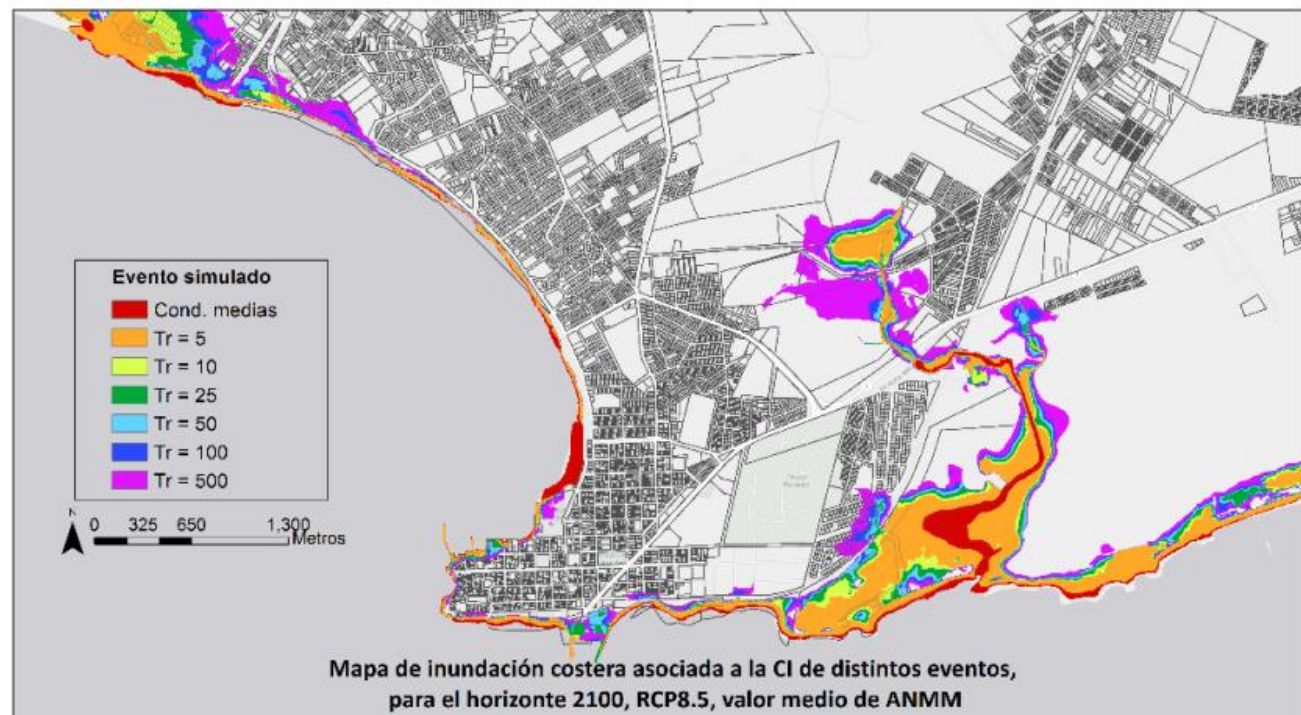 Evento simulado
Cond. medias
Tr = 5
Tr = 10
Tr = 25
Tr = 50
Tr = 100
Tr = 500
N
0 325 650 1,300
Metros
Mapa de inundación costera asociada a la CI de distintos eventos,
para el horizonte 2100, RCP8.5, valor medio de ANMM